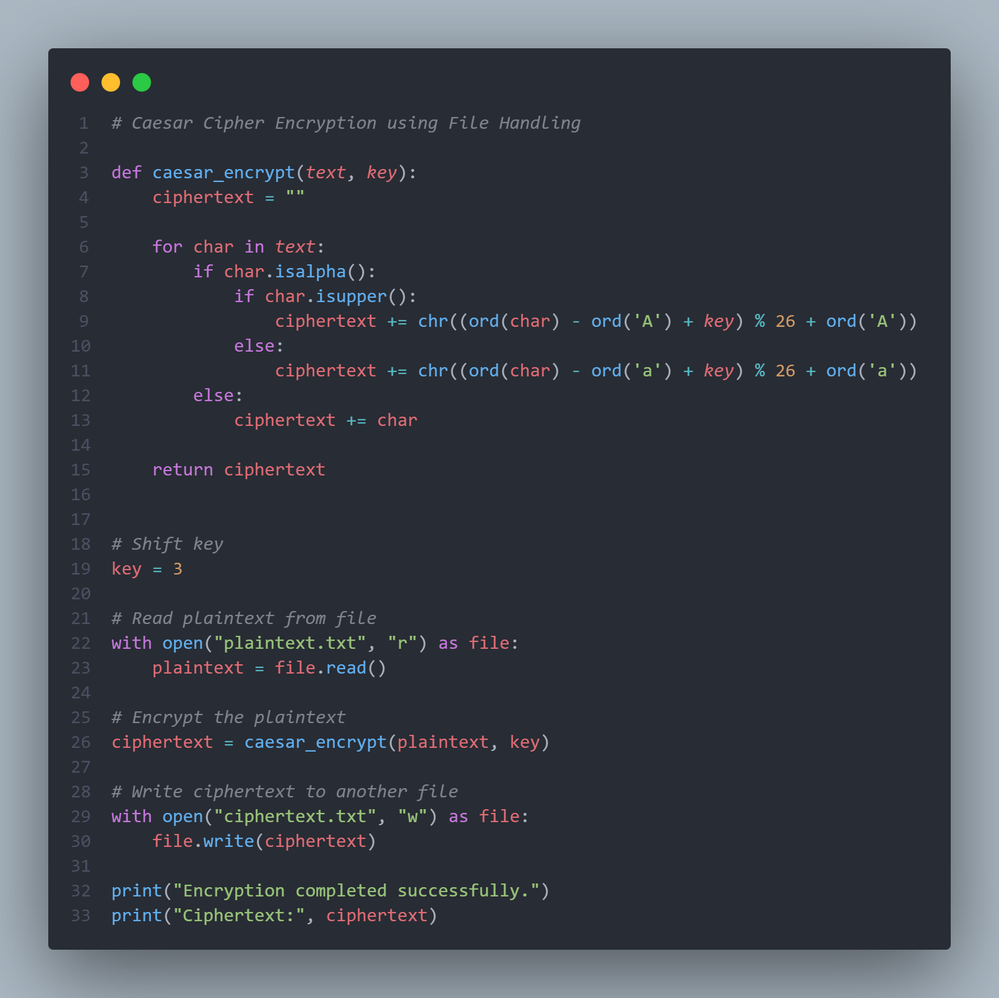 1 # Caesar Cipher Encryption using File Handling
2
3 def caesar_encrypt(text, key):
4     ciphertext = ""
5
6     for char in text:
7         if char.isalpha():
8             if char.isupper():
9                 ciphertext += chr((ord(char) - ord('A') + key) % 26 + ord('A'))
10             else:
11                 ciphertext += chr((ord(char) - ord('a') + key) % 26 + ord('a'))
12         else:
13             ciphertext += char
14
15     return ciphertext
16
17
18 # Shift key
19 key = 3
20
21 # Read plaintext from file
22 with open("plaintext.txt", "r") as file:
23     plaintext = file.read()
24
25 # Encrypt the plaintext
26 ciphertext = caesar_encrypt(plaintext, key)
27
28 # Write ciphertext to another file
29 with open("ciphertext.txt", "w") as file:
30     file.write(ciphertext)
31
32 print("Encryption completed successfully.")
33 print("Ciphertext:", ciphertext)